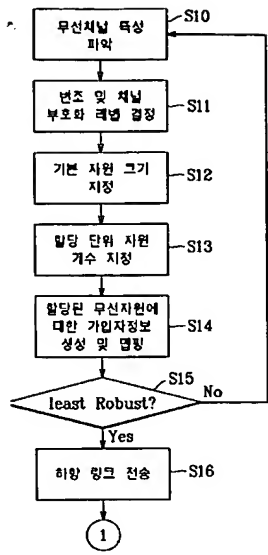 S10
무선채널 특성
파악
S11
변조 및 채널
부호화 레벨 결정
S12
기본 자원 크기
지정
S13
할당 단위 자원
개수 지정
S14
할당된 무선자원에
대한 가입자정보
생성 및 맵핑
S15
least Robust?
No
Yes
S16
하향 링크 전송
1